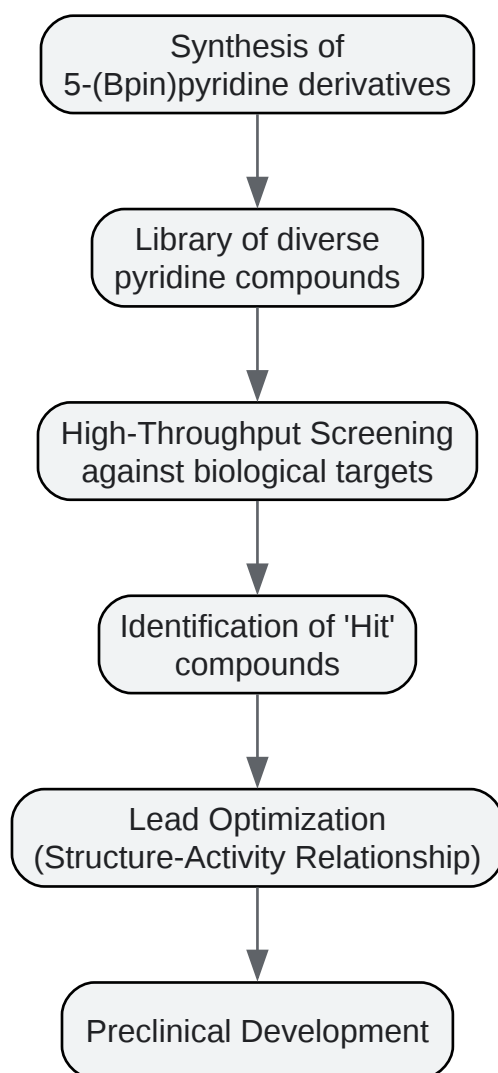 Synthesis of
5-(Bpin)pyridine derivatives
Library of diverse
pyridine compounds
High-Throughput Screening
against biological targets
Identification of 'Hit'
compounds
Lead Optimization
(Structure-Activity Relationship)
Preclinical Development